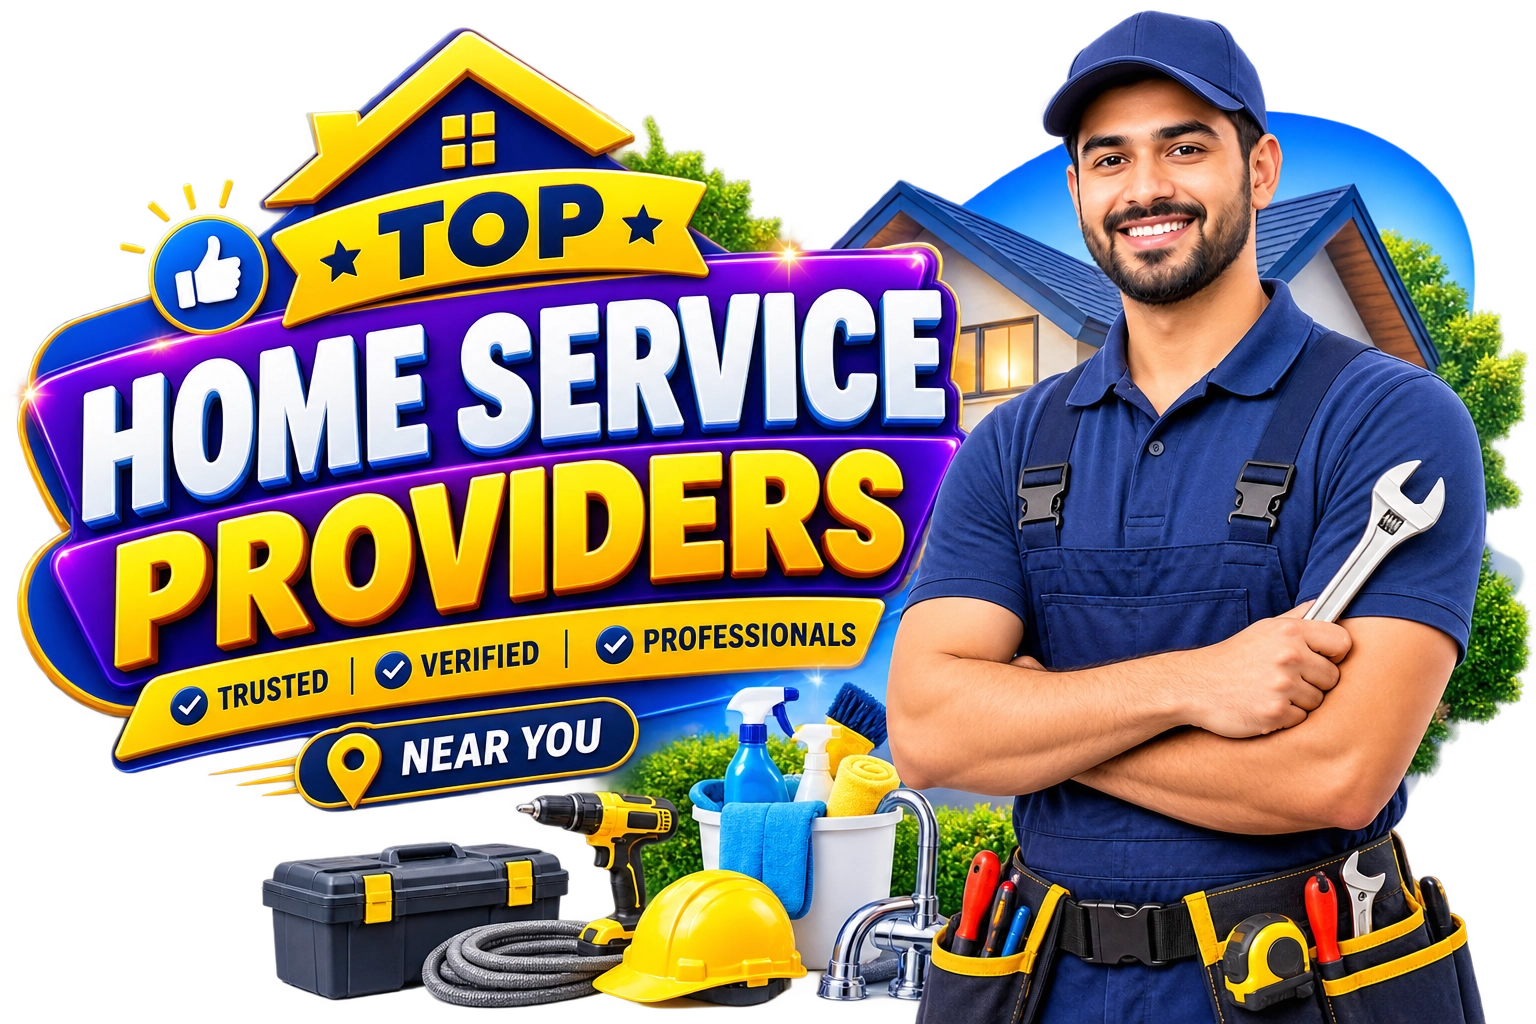 TOP
HOME SERVICE
PROVIDERS
TRUSTED | VERIFIED | PROFESSIONALS
NEAR YOU